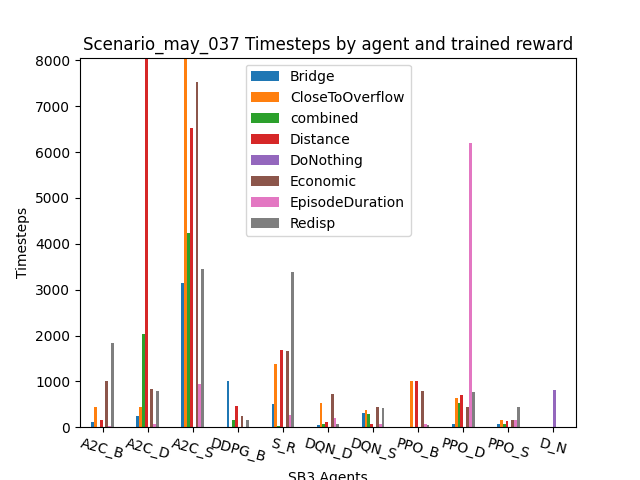 Scenario_may_037 Timesteps by agent and trained reward
8000
7000
6000
5000
4000
3000
2000
1000
0
Timesteps
Bridge
CloseToOverflow
combined
Distance
DoNothing
Economic
EpisodeDuration
Redisp
A2C_B
A2C_D
A2C_S
DDPG_B
S_R
DQN_D
DQN_S
PPO_B
PPO_D
PPO_S
D_N
SB3 Agents